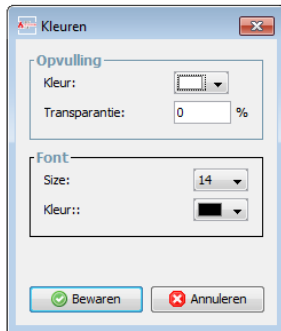 Kleuren
Opvulling
Kleur:
Transparantie: 0 %
Font
Size: 14
Kleur::
Bewaren Annuleren